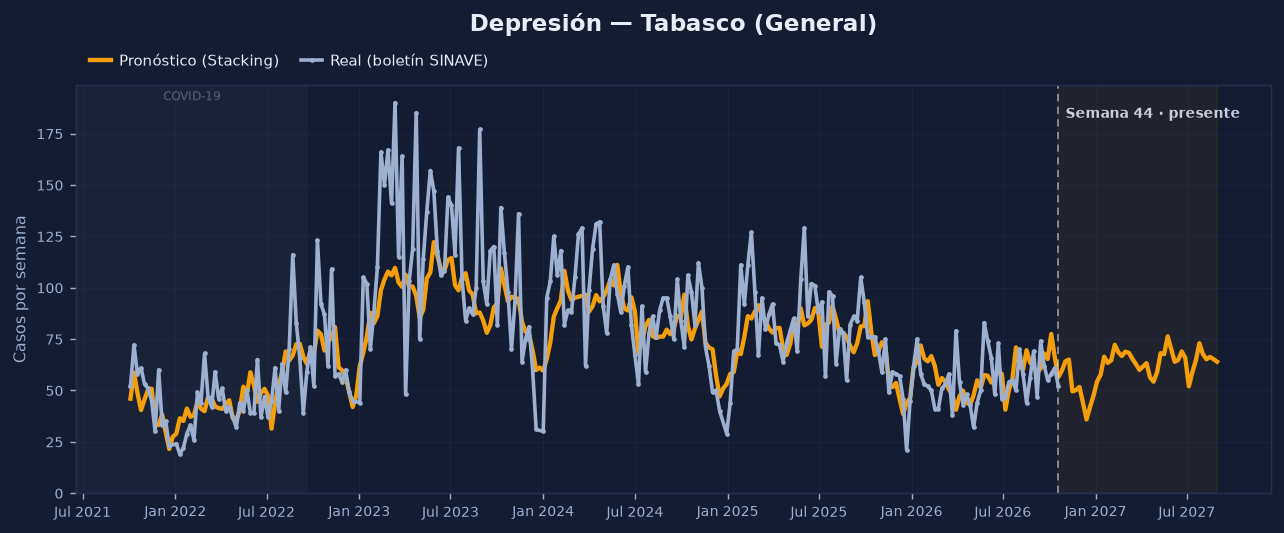 Depresión — Tabasco (General)
Pronóstico (Stacking) Real (boletín SINAVE)
COVID-19
Semana 44 · presente
Casos por semana
175
150
125
100
75
50
25
0
Jul 2021 Jan 2022 Jul 2022 Jan 2023 Jul 2023 Jan 2024 Jul 2024 Jan 2025 Jul 2025 Jan 2026 Jul 2026 Jan 2027 Jul 2027